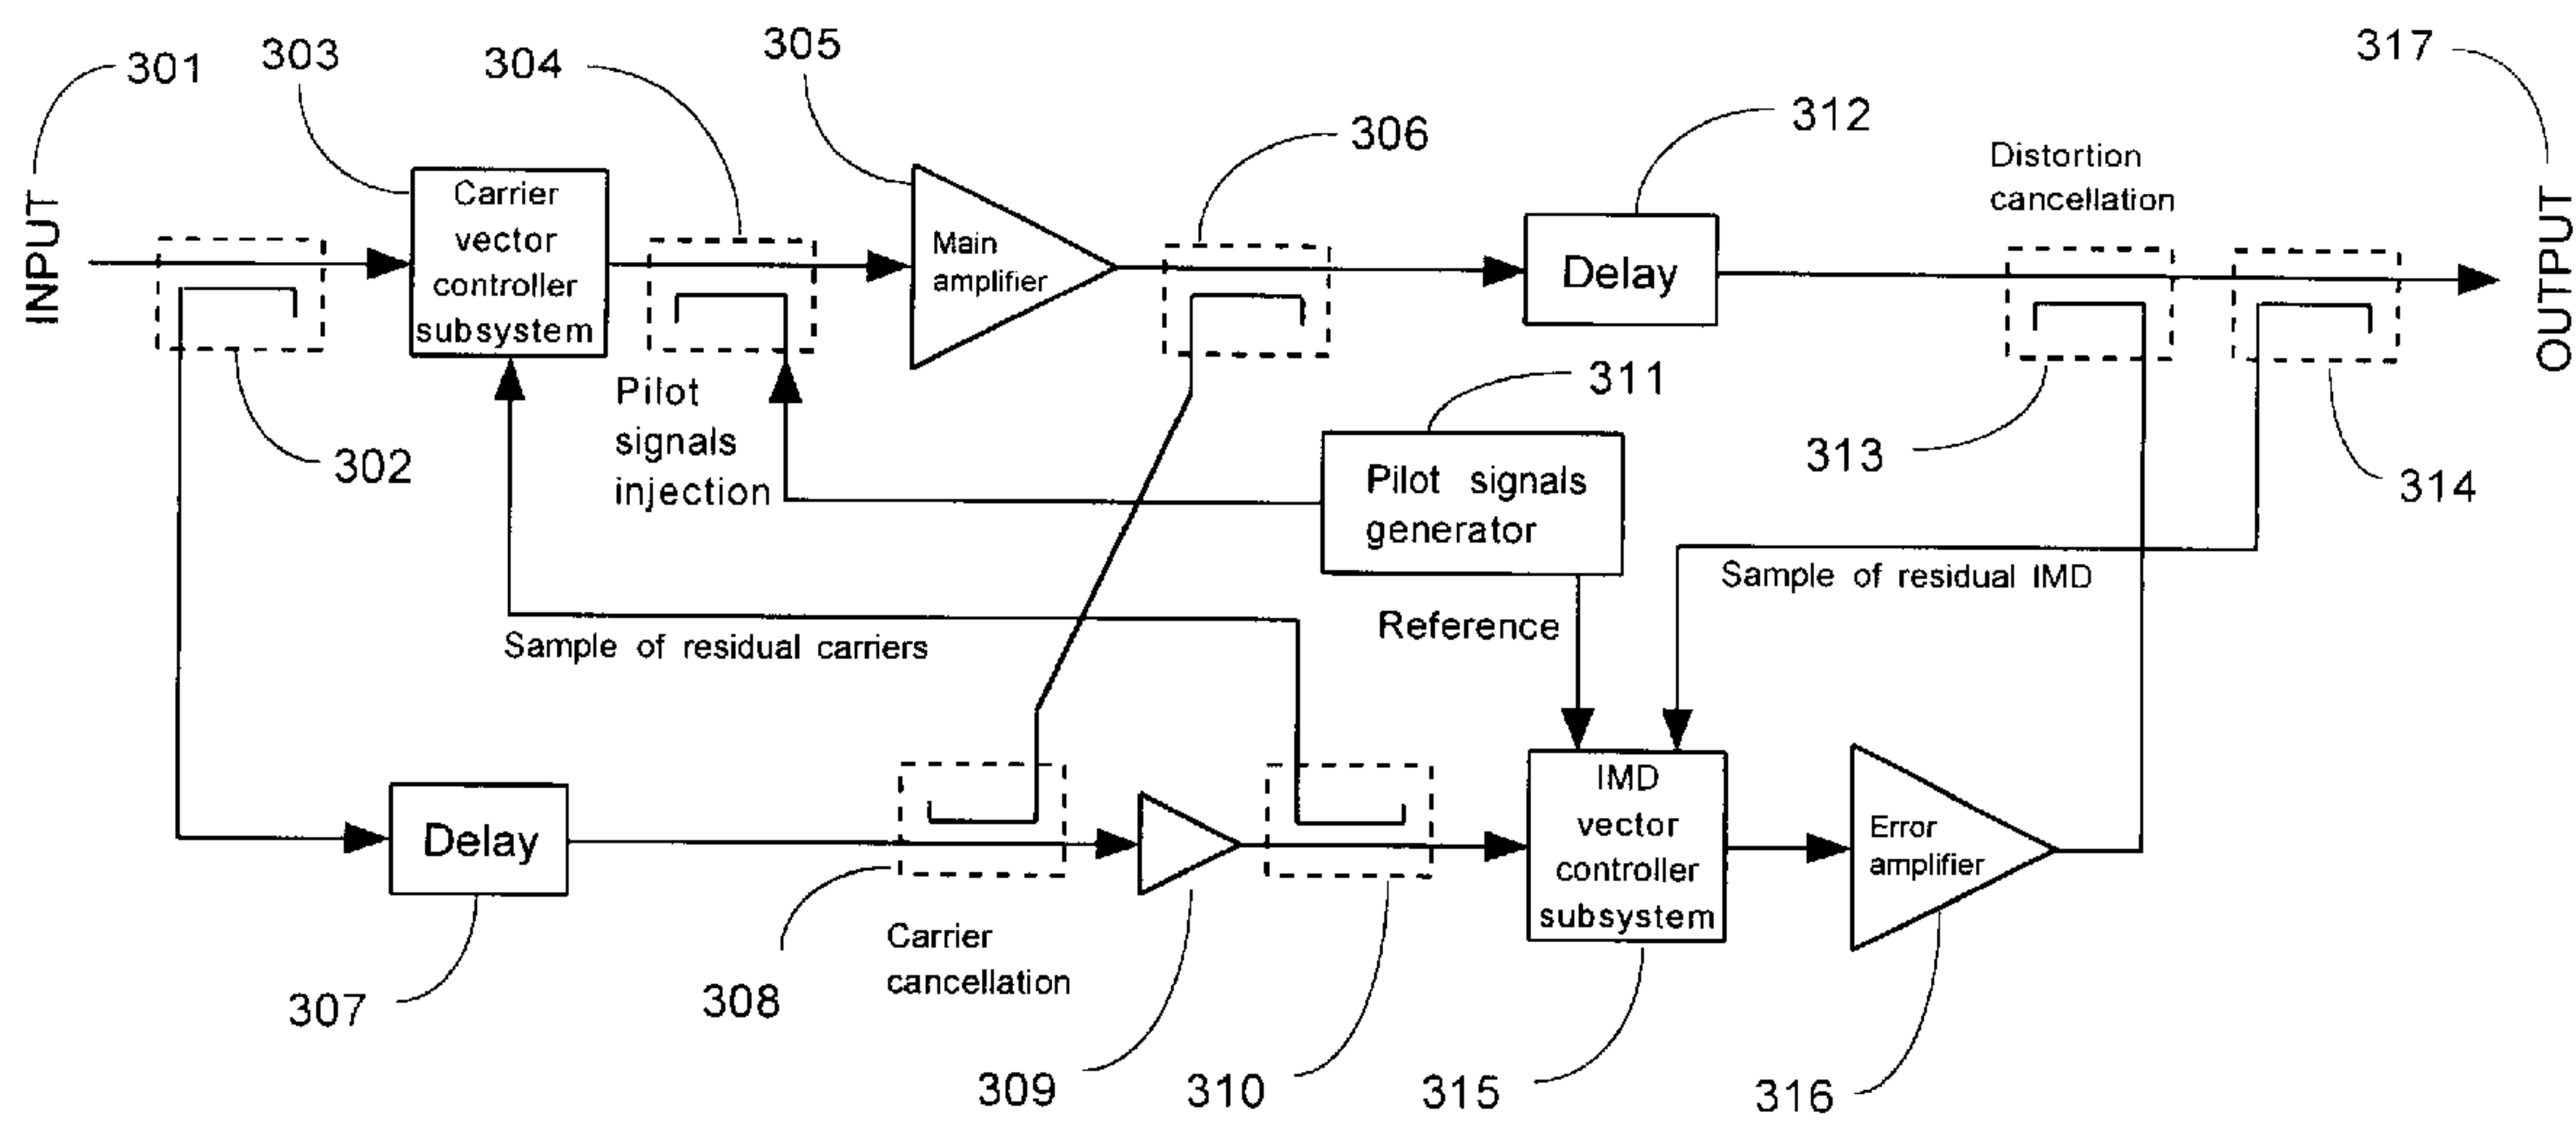 301
303
304
305
306
312
317
INPUT
Carrier
vector
controller
subsystem
Main
amplifier
Delay
Distortion
cancellation
OUTPUT
302
Pilot
signals
injection
311
Pilot signals
generator
313
314
Sample of residual carriers
Reference
Sample of residual IMD
Delay
307
308
Carrier
cancellation
309
310
IMD
vector
controller
subsystem
315
Error
amplifier
316